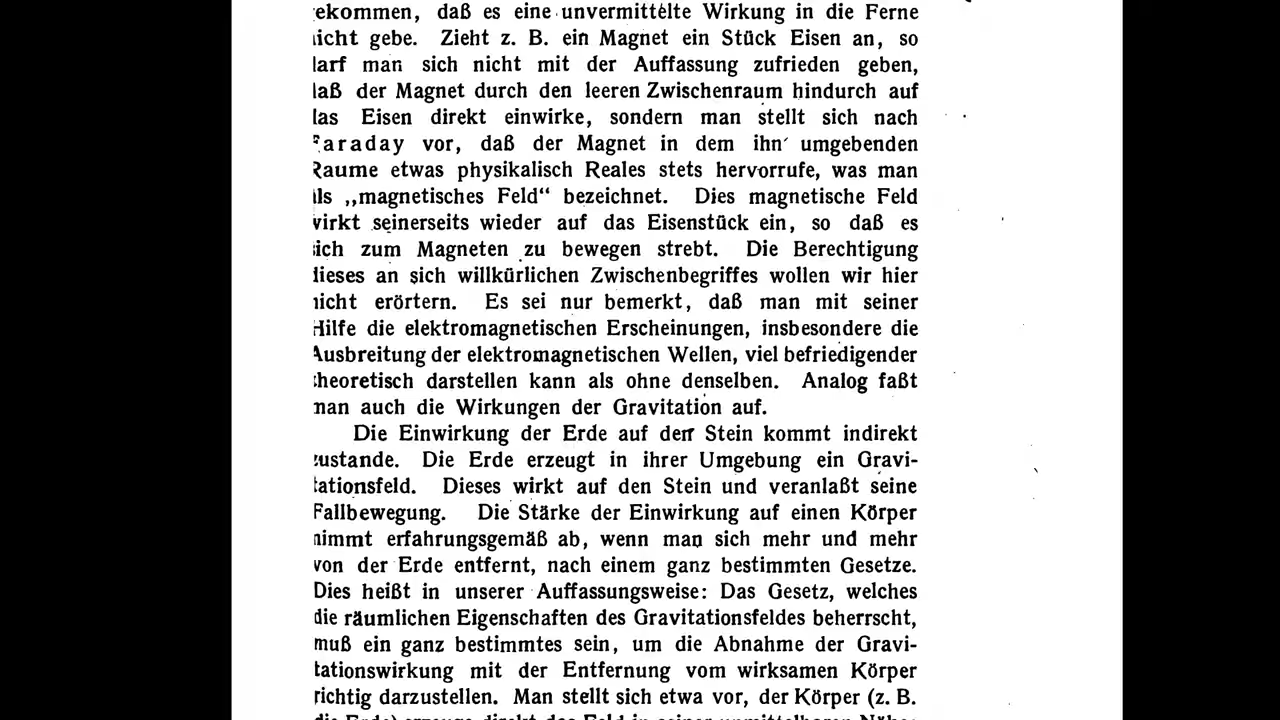 ekommen, daß es eine unvermittelte Wirkung in die Ferne
nicht gebe. Zieht z. B. ein Magnet ein Stück Eisen an, so
darf man sich nicht mit der Auffassung zufrieden geben,
daß der Magnet durch den leeren Zwischenraum hindurch auf
das Eisen direkt einwirke, sondern man stellt sich nach
Faraday vor, daß der Magnet in dem ihn umgebenden
Raume etwas physikalisch Reales stets hervorrufe, was man
als „magnetisches Feld“ bezeichnet. Dies magnetische Feld
wirkt seinerseits wieder auf das Eisenstück ein, so daß es
sich zum Magneten zu bewegen strebt. Die Berechtigung
dieses an sich willkürlichen Zwischenbegriffes wollen wir hier
nicht erörtern. Es sei nur bemerkt, daß man mit seiner
Hilfe die elektromagnetischen Erscheinungen, insbesondere die
Ausbreitung der elektromagnetischen Wellen, viel befriedigender
theoretisch darstellen kann als ohne denselben. Analog faßt
man auch die Wirkungen der Gravitation auf.
Die Einwirkung der Erde auf den Stein kommt indirekt
zustande. Die Erde erzeugt in ihrer Umgebung ein Gravi-
tationsfeld. Dieses wirkt auf den Stein und veranlaßt seine
Fallbewegung. Die Stärke der Einwirkung auf einen Körper
nimmt erfahrungsgemäß ab, wenn man sich mehr und mehr
von der Erde entfernt, nach einem ganz bestimmten Gesetze.
Dies heißt in unserer Auffassungsweise: Das Gesetz, welches
die räumlichen Eigenschaften des Gravitationsfeldes beherrscht,
muß ein ganz bestimmtes sein, um die Abnahme der Gravi-
tationswirkung mit der Entfernung vom wirksamen Körper
richtig darzustellen. Man stellt sich etwa vor, der Körper (z. B.
die Erde) erzeuge direkt das Feld in seiner unmittelbaren Nähe;